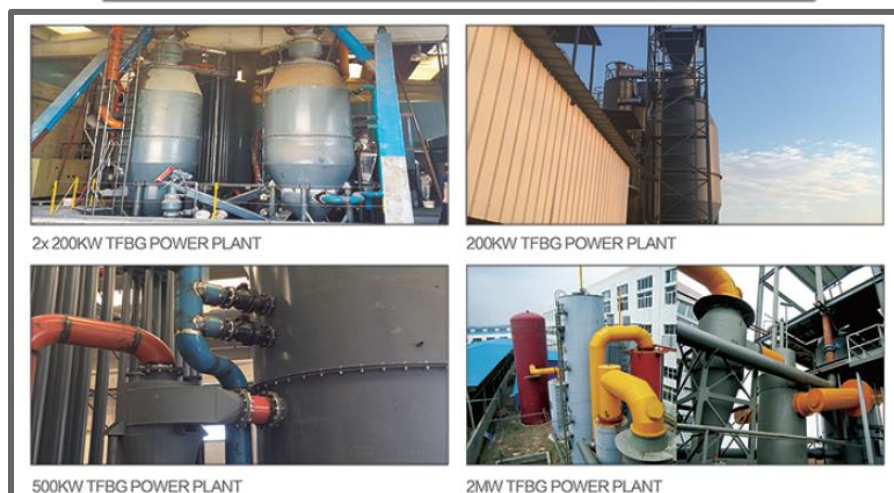 2x 200KW TFBG POWER PLANT
200KW TFBG POWER PLANT
500KW TFBG POWER PLANT
2MW TFBG POWER PLANT